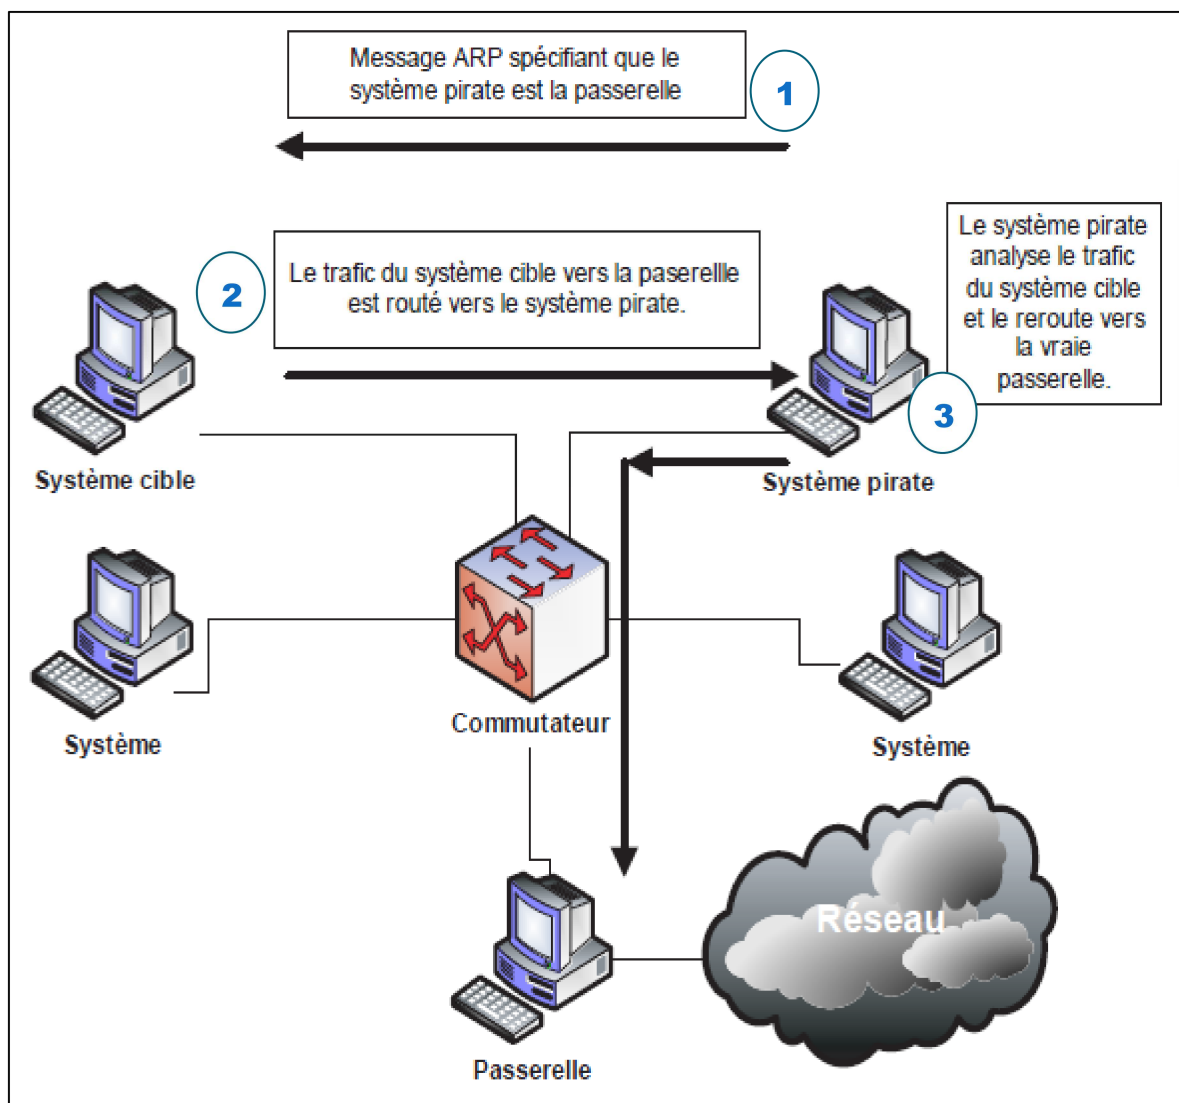 Message ARP spécifiant que le
système pirate est la passerelle
1
Le système pirate
analyse le trafic
du système cible
et le reroute vers
la vraie
passerelle.
2
Le trafic du système cible vers la paserellle
est routé vers le système pirate.
3
Système cible
Système pirate
Commutateur
Système
Système
Réseau
Passerelle